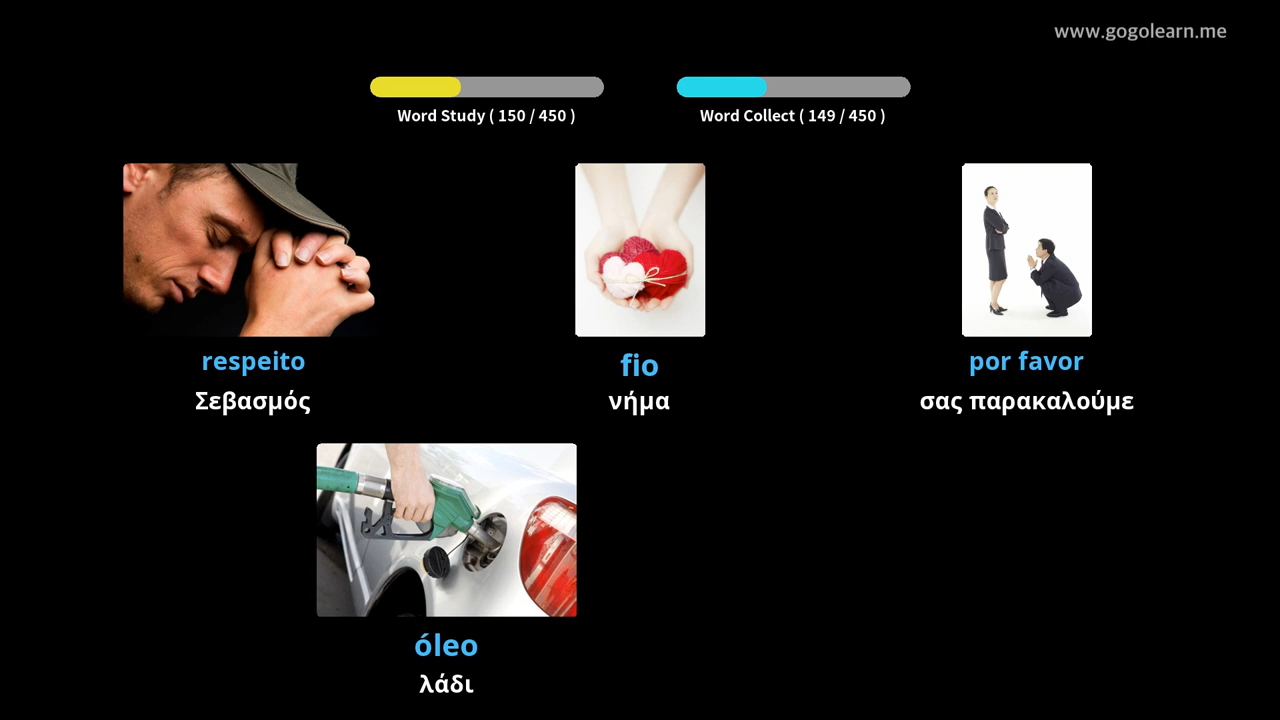 www.gogolearn.me
Word Study ( 150 / 450 )
Word Collect ( 149 / 450 )
respeito
Σεβασμός
fio
νήμα
por favor
σας παρακαλούμε
óleo
λάδι